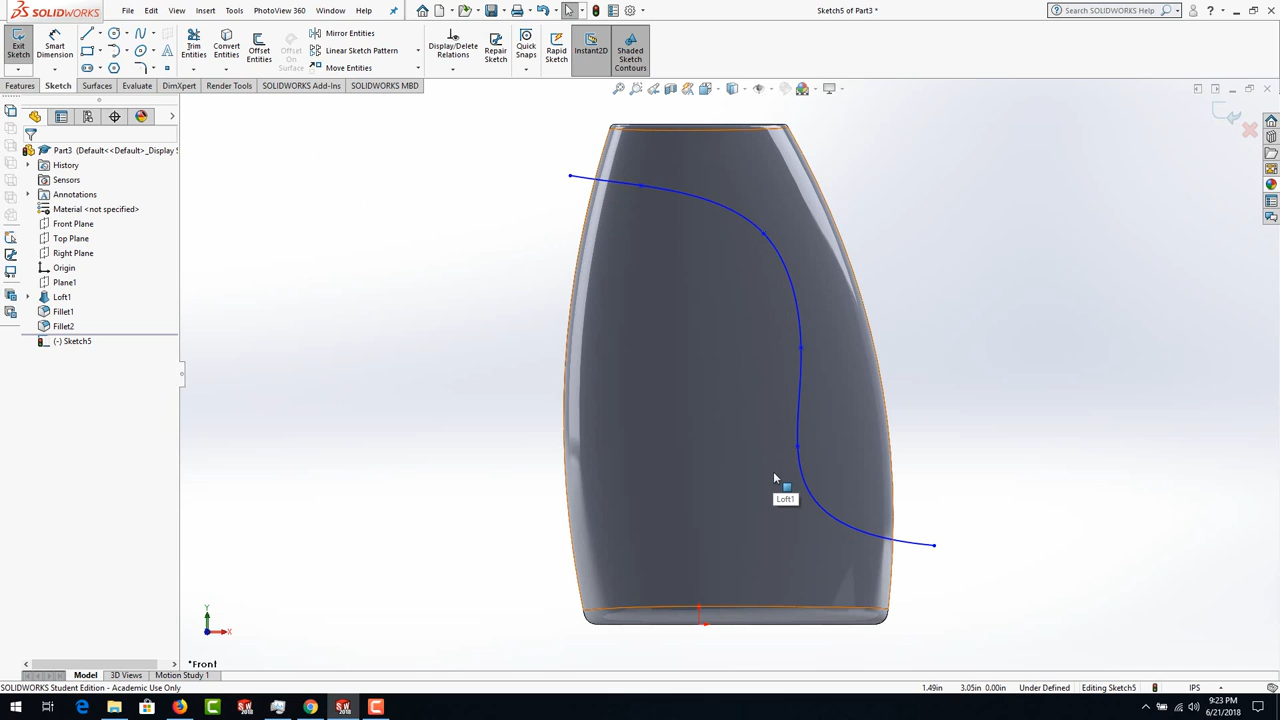 SOLIDWORKS
File Edit View Insert Tools PhotoView 360 Window Help
Sketch5 of Part3 *
Search SOLIDWORKS Help
Exit Sketch
Smart Dimension
Trim Entities
Convert Entities
Offset Entities
Offset On Surface
Mirror Entities
Linear Sketch Pattern
Move Entities
Display/Delete Relations
Repair Sketch
Quick Snaps
Rapid Sketch
Instant2D
Shaded Sketch Contours
Features Sketch Surfaces Evaluate DimXpert Render Tools SOLIDWORKS Add-Ins SOLIDWORKS MBD
Part3 (Default<<Default>_Display S
History
Sensors
Annotations
Material <not specified>
Front Plane
Top Plane
Right Plane
Origin
Plane1
Loft1
Fillet1
Fillet2
(-) Sketch5
Loft1
Y
X
*Front
Model 3D Views Motion Study 1
SOLIDWORKS Student Edition - Academic Use Only
1.49in 3.05in 0.00in Under Defined Editing Sketch5 IPS
9:23 PM
6/21/2018